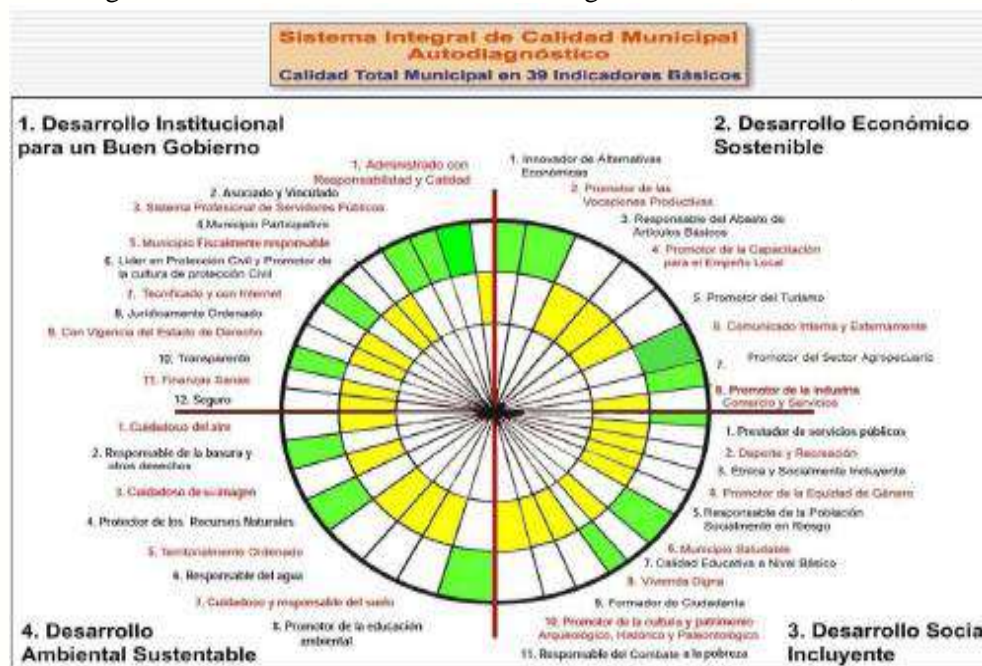 Sistema Integral de Calidad Municipal
Autodiagnóstico
Calidad Total Municipal en 39 Indicadores Básicos
1. Desarrollo Institucional
para un Buen Gobierno
1. Administrado con
Responsabilidad y Calidad
2. Asociado y Vinculado
3. Sistema Profesional de Servidores Públicos
4. Municipio Participativo
5. Municipio Fiscalmente responsable
6. Líder en Protección Civil y Promotor de
la cultura de protección Civil
7. Tecnificado y con Internet
8. Jurídicamente Ordenado
9. Con Vigencia del Estado de Derecho
10. Transparente
11. Finanzas Sanas
12. Seguro
2. Desarrollo Económico
Sostenible
1. Innovador de Alternativas
Económicas
2. Promotor de las
Vocaciones Productivas
3. Responsable del Abasto de
Artículos Básicos
4. Promotor de la Capacitación
para el Empeño Local
5. Promotor del Turismo
6. Comunicado Interna y Externamente
7. Promotor del Sector Agropecuario
8. Promotor de la Industria
Comercio y Servicios
1. Prestador de servicios públicos
2. Deporte y Recreación
3. Étnica y Socialmente Incluyente
4. Promotor de la Equidad de Género
5. Responsable de la Población
Socialmente en Riesgo
6. Municipio Saludable
7. Calidad Educativa a Nivel Básico
8. Vivienda Digna
9. Formador de Ciudadanía
10. Promotor de la cultura y patrimonio
Arqueológico, Histórico y Paleontológico
11. Responsable del Combate a la pobreza
3. Desarrollo Socia
Incluyente
1. Cuidadoso del aire
2. Responsable de la basura y
otros desechos
3. Cuidadoso de su imagen
4. Protector de los Recursos Naturales
5. Territorialmente Ordenado
6. Responsable del agua
7. Cuidadoso y responsable del suelo
8. Promotor de la educación
ambiental
4. Desarrollo
Ambiental Sustentable